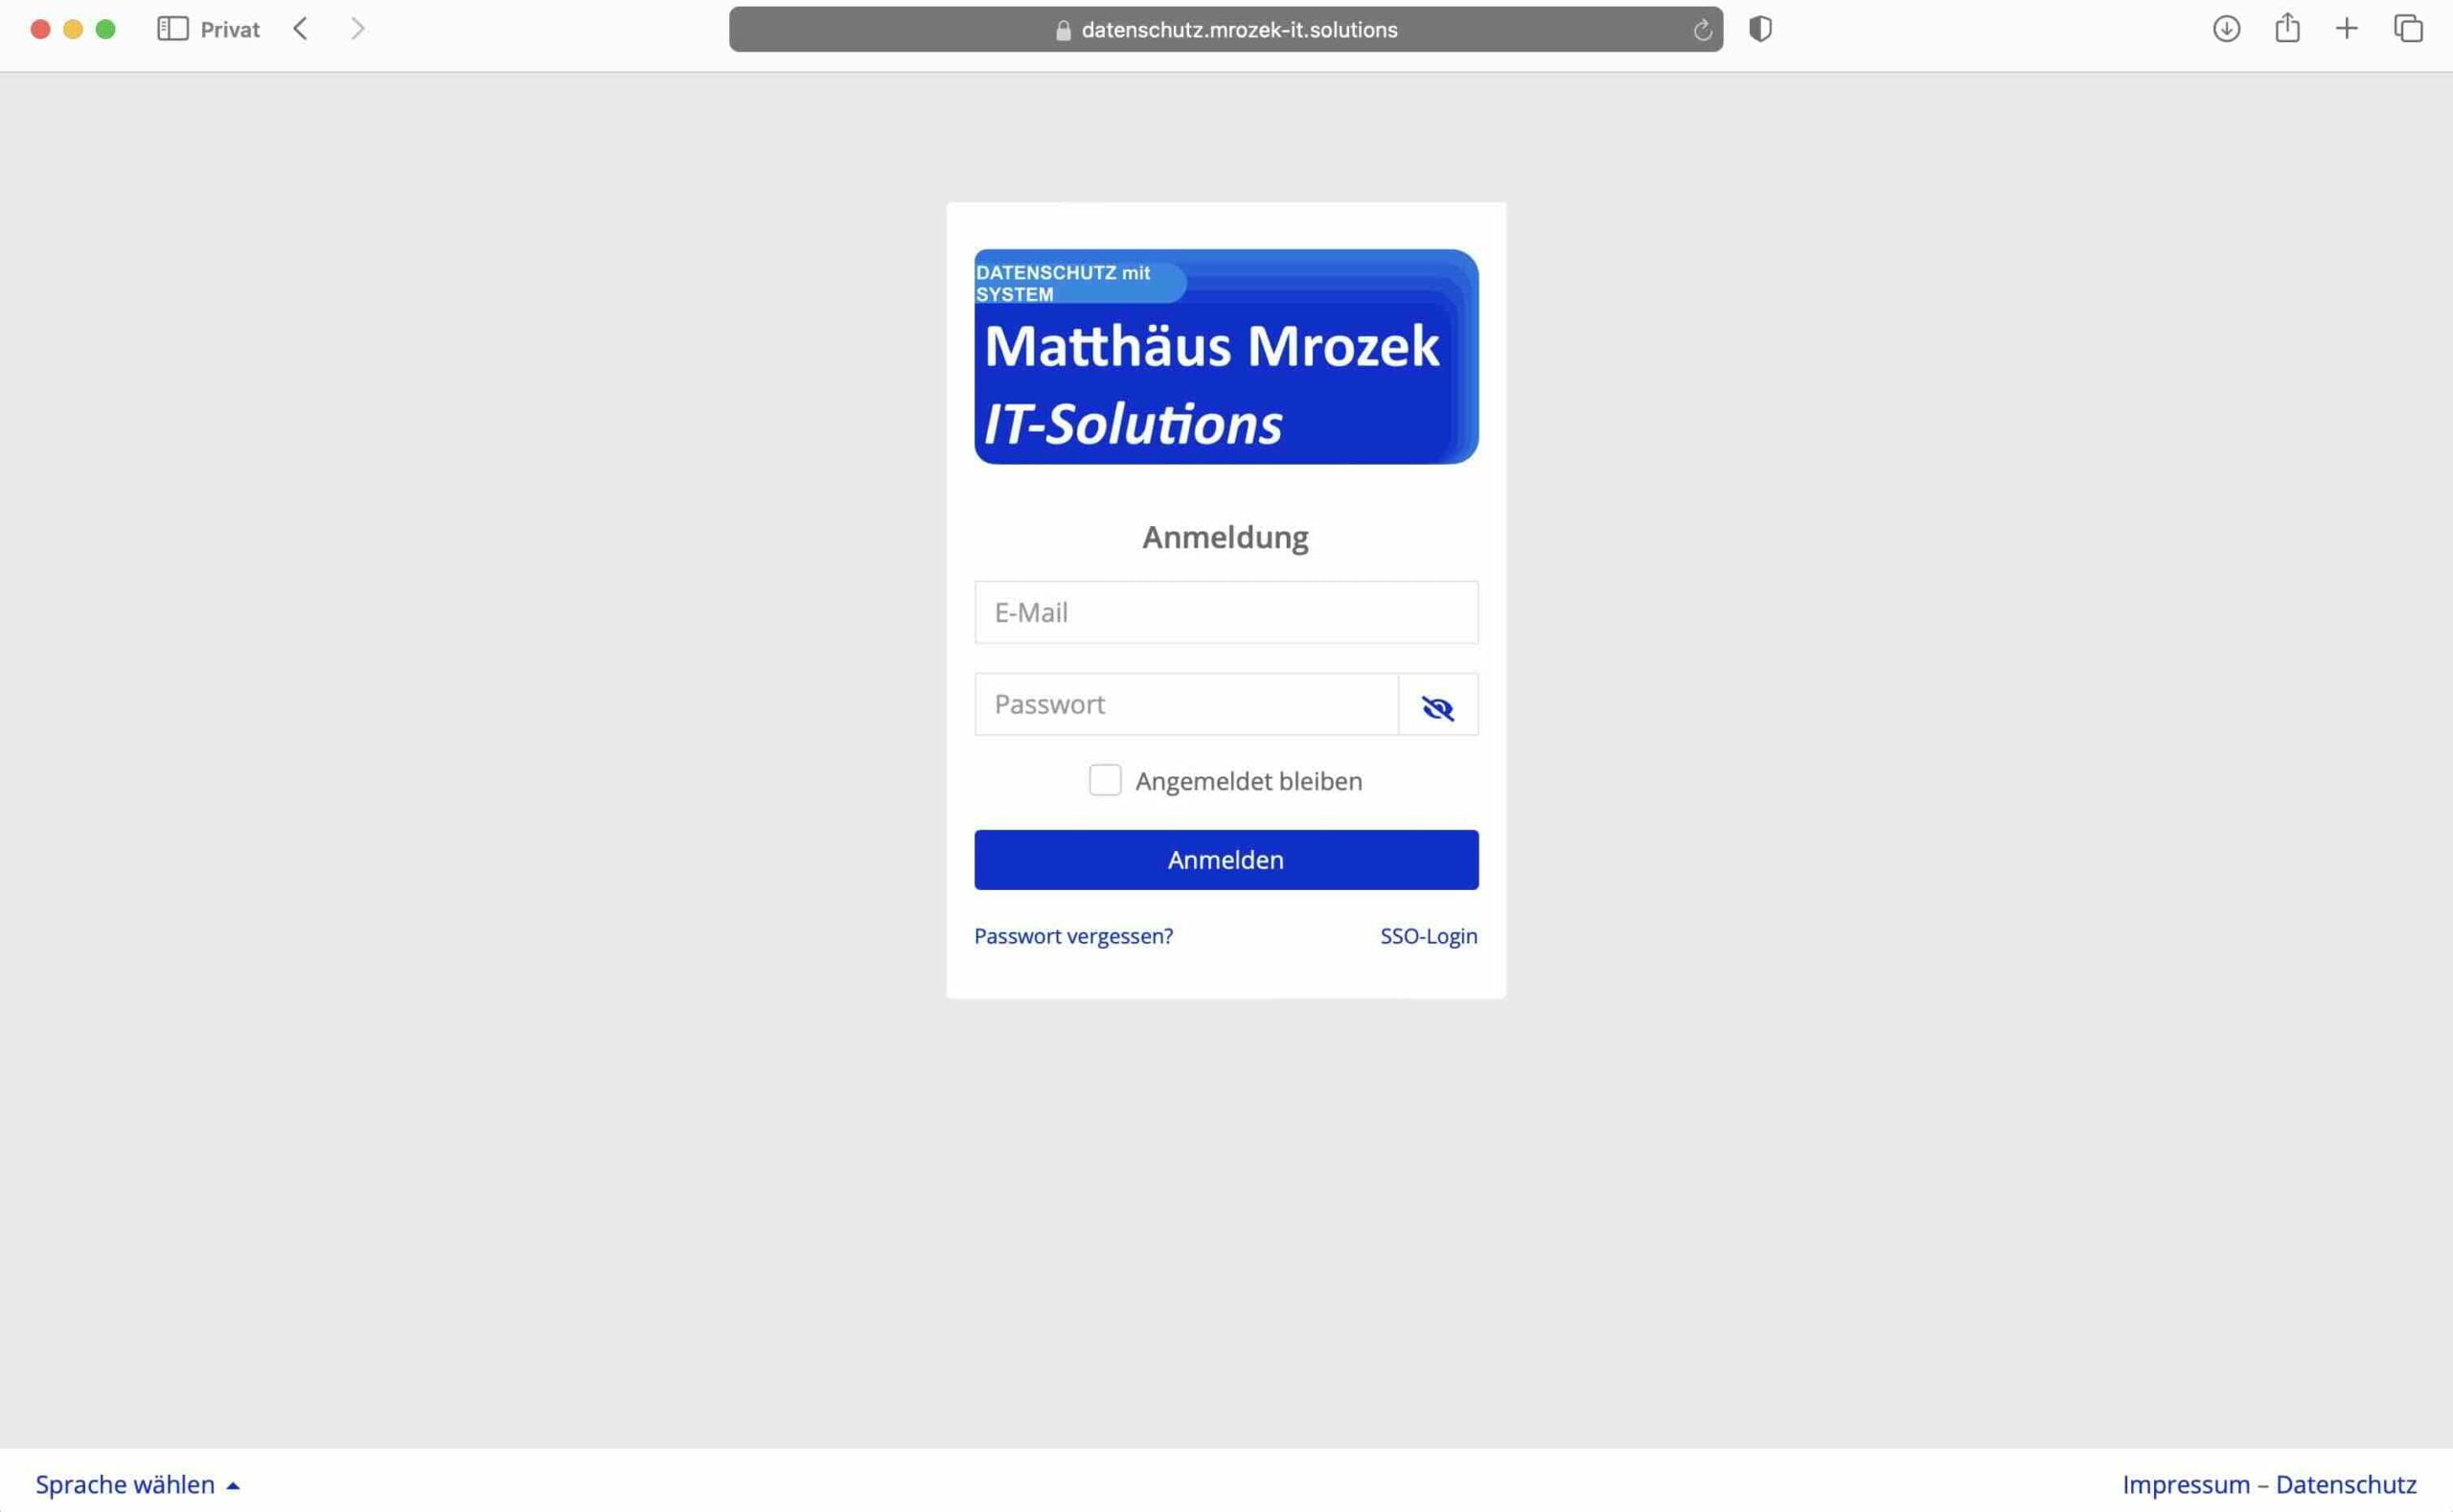 Privat
datenschutz.mrozek-it.solutions
DATENSCHUTZ mit
SYSTEM
Matthäus Mrozek
IT-Solutions
Anmeldung
E-Mail
Passwort
Angemeldet bleiben
Anmelden
Passwort vergessen? SSO-Login
Sprache wählen Impressum – Datenschutz